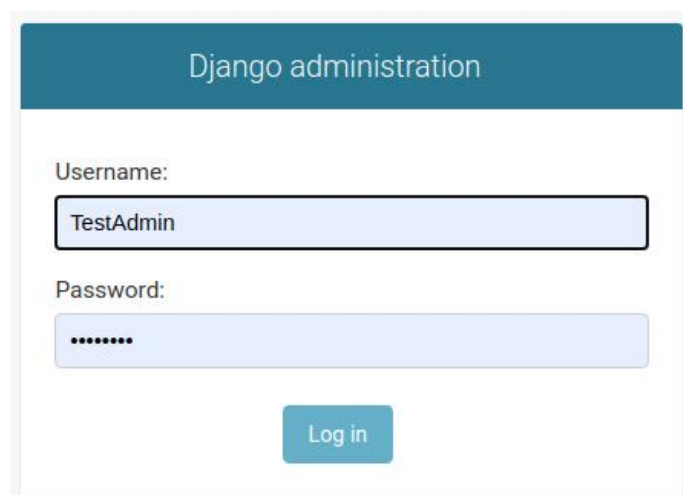 Django administration
Username:
TestAdmin
Password:
••••••••
Log in